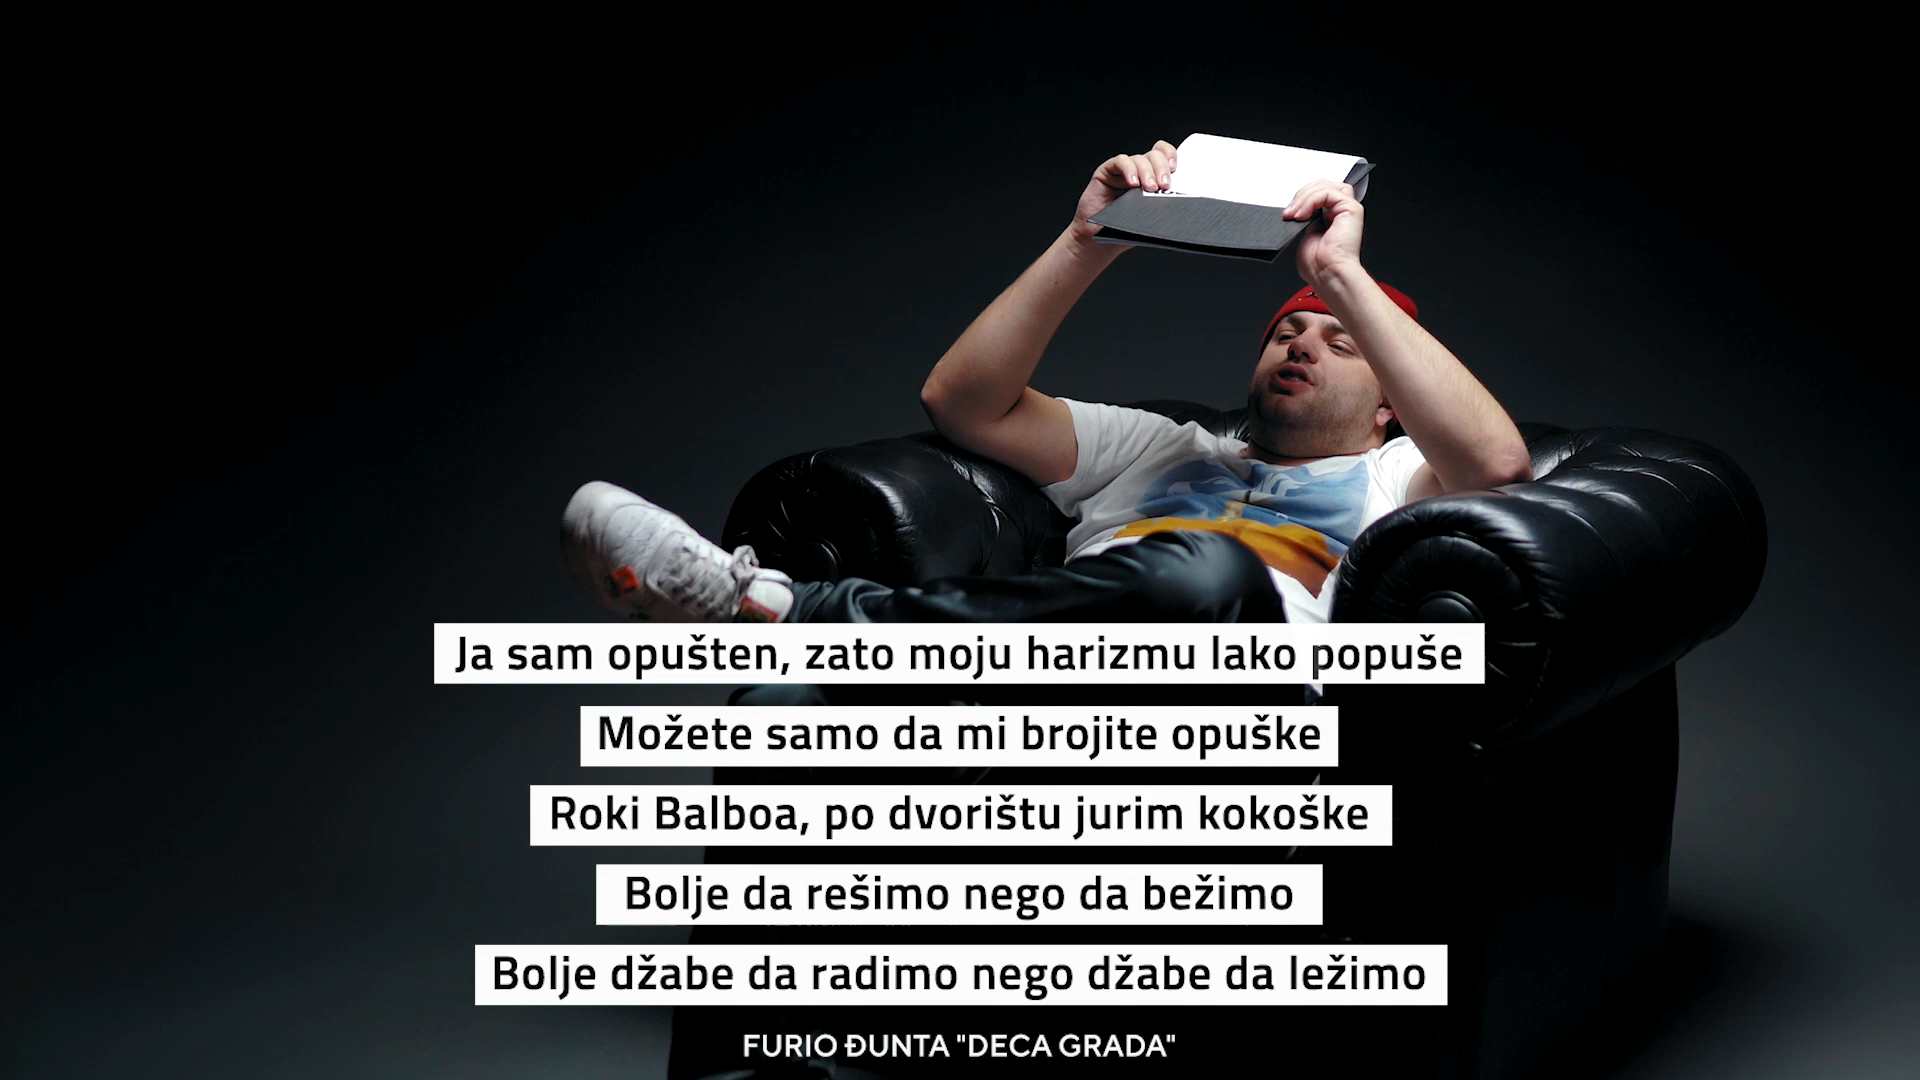 Ja sam opušten, zato moju harizmu lako popuše
Možete samo da mi brojite opuške
Roki Balboa, po dvorištu jurim kokoške
Bolje da rešimo nego da bežimo
Bolje džabe da radimo nego džabe da ležimo
FURIO ĐUNTA "DECA GRADA"